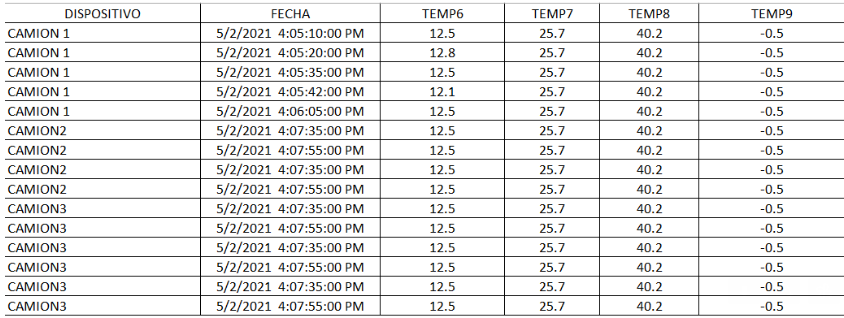 DISPOSITIVO FECHA TEMP6 TEMP7 TEMP8 TEMP9
CAMION 1 5/2/2021 4:05:10:00 PM 12.5 25.7 40.2 -0.5
CAMION 1 5/2/2021 4:05:20:00 PM 12.8 25.7 40.2 -0.5
CAMION 1 5/2/2021 4:05:35:00 PM 12.5 25.7 40.2 -0.5
CAMION 1 5/2/2021 4:05:42:00 PM 12.1 25.7 40.2 -0.5
CAMION 1 5/2/2021 4:06:05:00 PM 12.5 25.7 40.2 -0.5
CAMION2 5/2/2021 4:07:35:00 PM 12.5 25.7 40.2 -0.5
CAMION2 5/2/2021 4:07:55:00 PM 12.5 25.7 40.2 -0.5
CAMION2 5/2/2021 4:07:35:00 PM 12.5 25.7 40.2 -0.5
CAMION2 5/2/2021 4:07:55:00 PM 12.5 25.7 40.2 -0.5
CAMION3 5/2/2021 4:07:35:00 PM 12.5 25.7 40.2 -0.5
CAMION3 5/2/2021 4:07:55:00 PM 12.5 25.7 40.2 -0.5
CAMION3 5/2/2021 4:07:35:00 PM 12.5 25.7 40.2 -0.5
CAMION3 5/2/2021 4:07:55:00 PM 12.5 25.7 40.2 -0.5
CAMION3 5/2/2021 4:07:35:00 PM 12.5 25.7 40.2 -0.5
CAMION3 5/2/2021 4:07:55:00 PM 12.5 25.7 40.2 -0.5